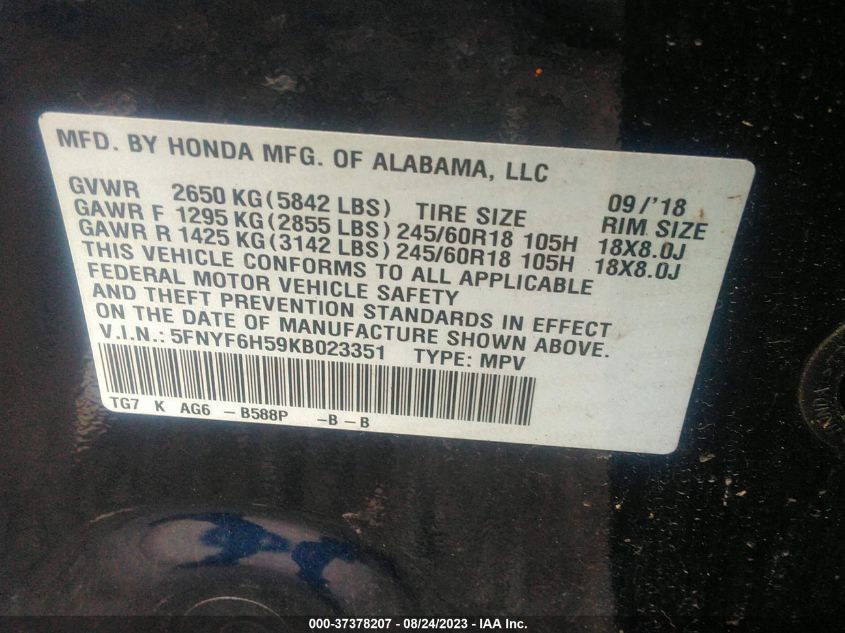 MFD. BY HONDA MFG. OF ALABAMA, LLC
GVWR 2650 KG (5842 LBS) TIRE SIZE 09/'18 RIM SIZE
GAWR F 1295 KG (2855 LBS) 245/60R18 105H 18X8.0J
GAWR R 1425 KG (3142 LBS) 245/60R18 105H 18X8.0J
THIS VEHICLE CONFORMS TO ALL APPLICABLE
FEDERAL MOTOR VEHICLE SAFETY
AND THEFT PREVENTION STANDARDS IN EFFECT
ON THE DATE OF MANUFACTURE SHOWN ABOVE.
V.I.N.: 5FNYF6H59KB023351 TYPE: MPV
TG7 K AG6 - B588P -B - B
000-37378207 - 08/24/2023 - IAA Inc.